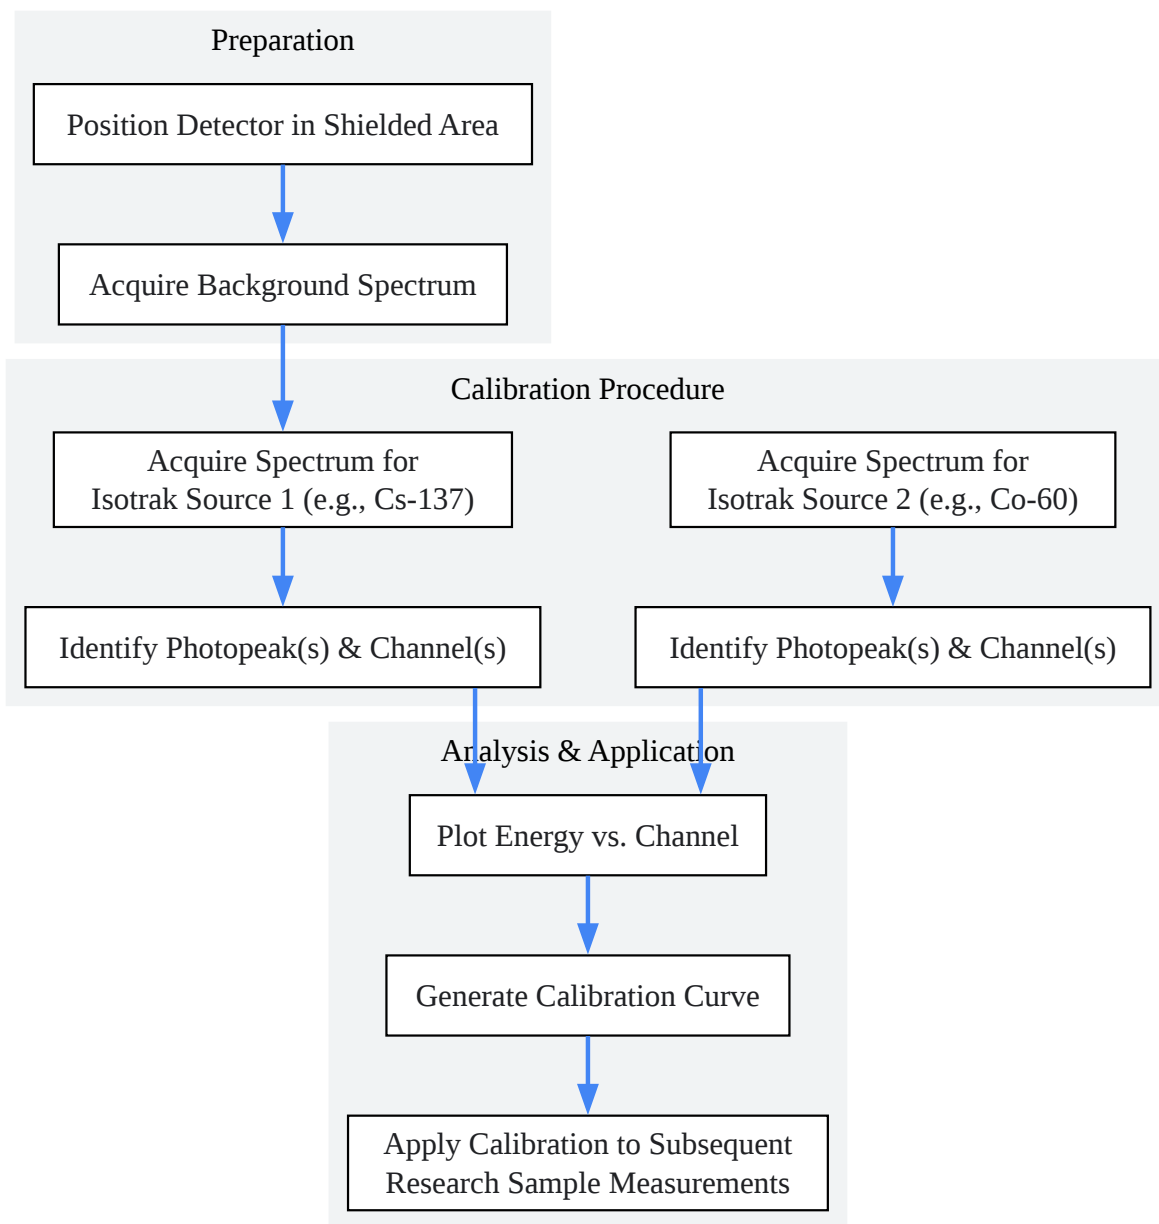 Preparation
Position Detector in Shielded Area
Acquire Background Spectrum
Calibration Procedure
Acquire Spectrum for
Isotrak Source 1 (e.g., Cs-137)
Acquire Spectrum for
Isotrak Source 2 (e.g., Co-60)
Identify Photopeak(s) & Channel(s)
Identify Photopeak(s) & Channel(s)
Analysis & Application
Plot Energy vs. Channel
Generate Calibration Curve
Apply Calibration to Subsequent
Research Sample Measurements